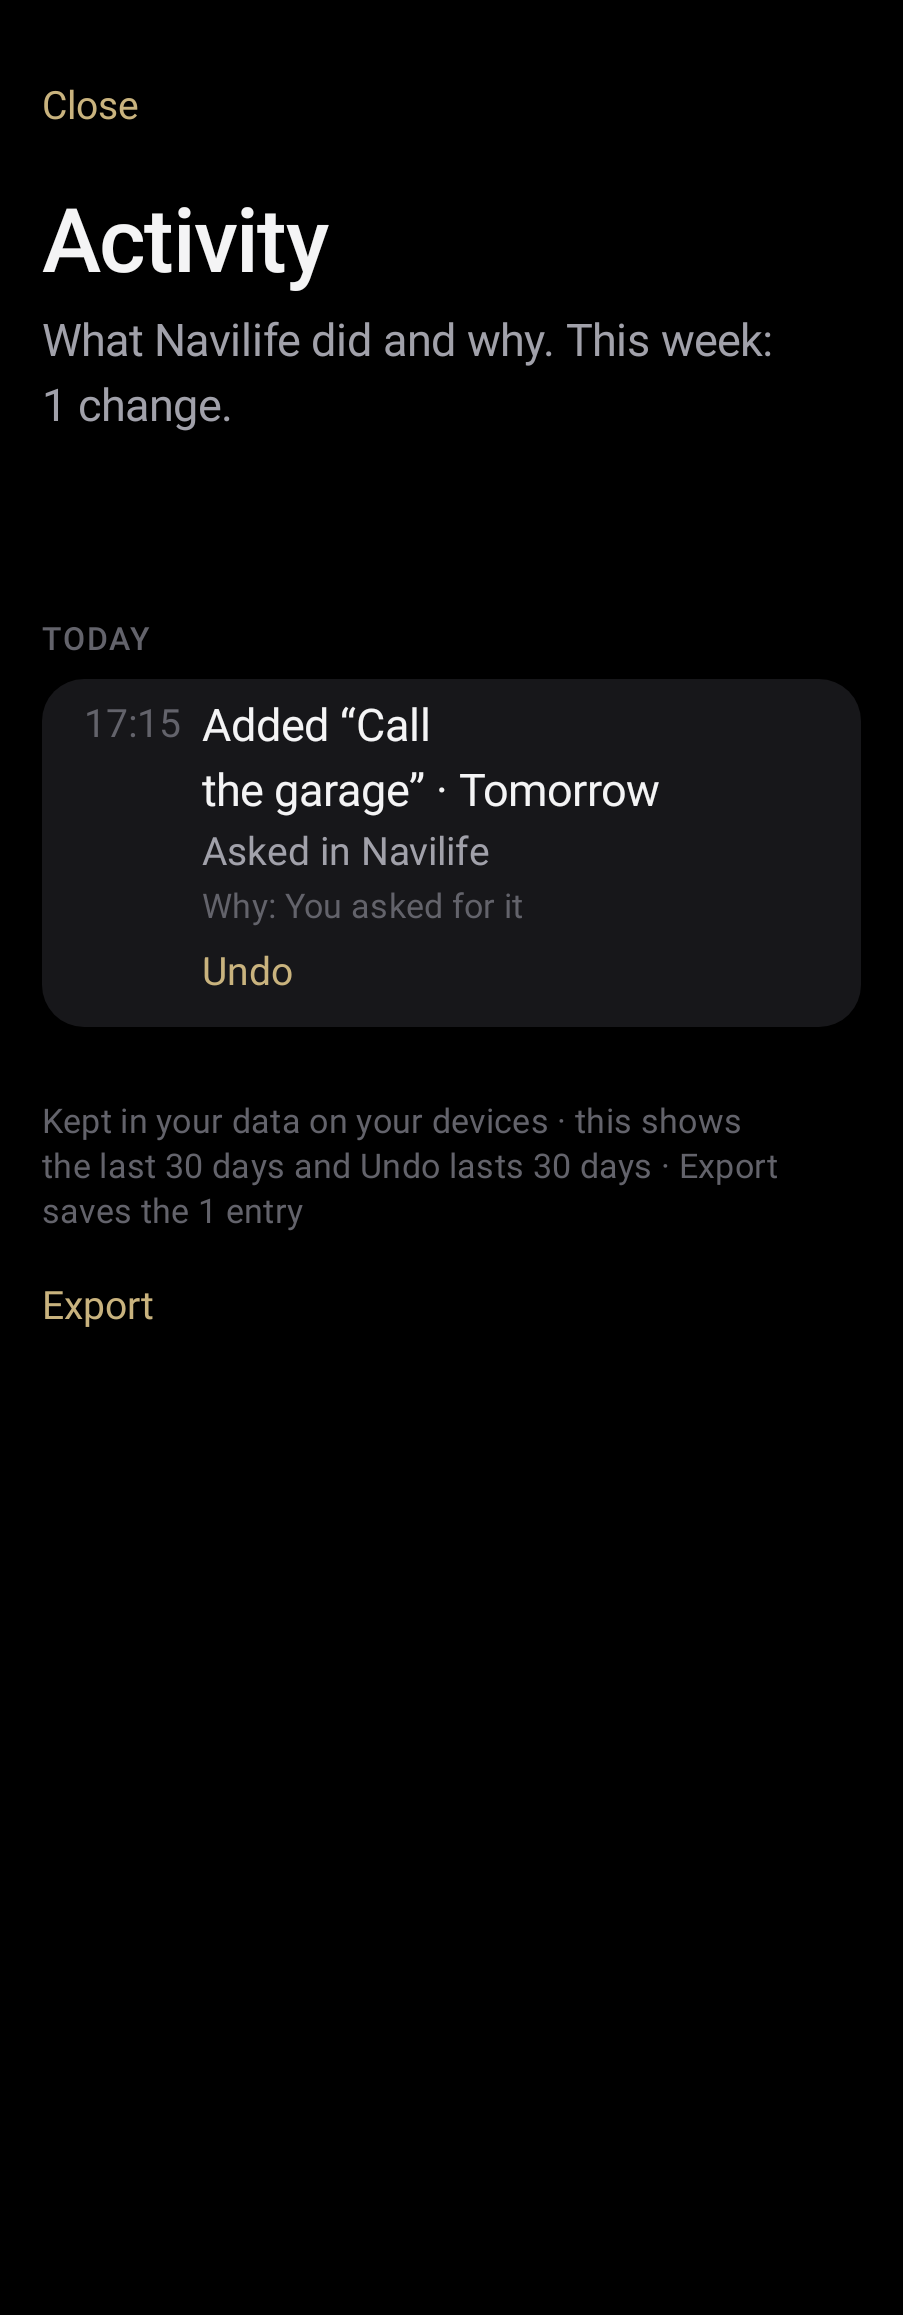 Close
Activity
What Navilife did and why. This week:
1 change.
TODAY
17:15 Added “Call
the garage” · Tomorrow
Asked in Navilife
Why: You asked for it
Undo
Kept in your data on your devices · this shows
the last 30 days and Undo lasts 30 days · Export
saves the 1 entry
Export